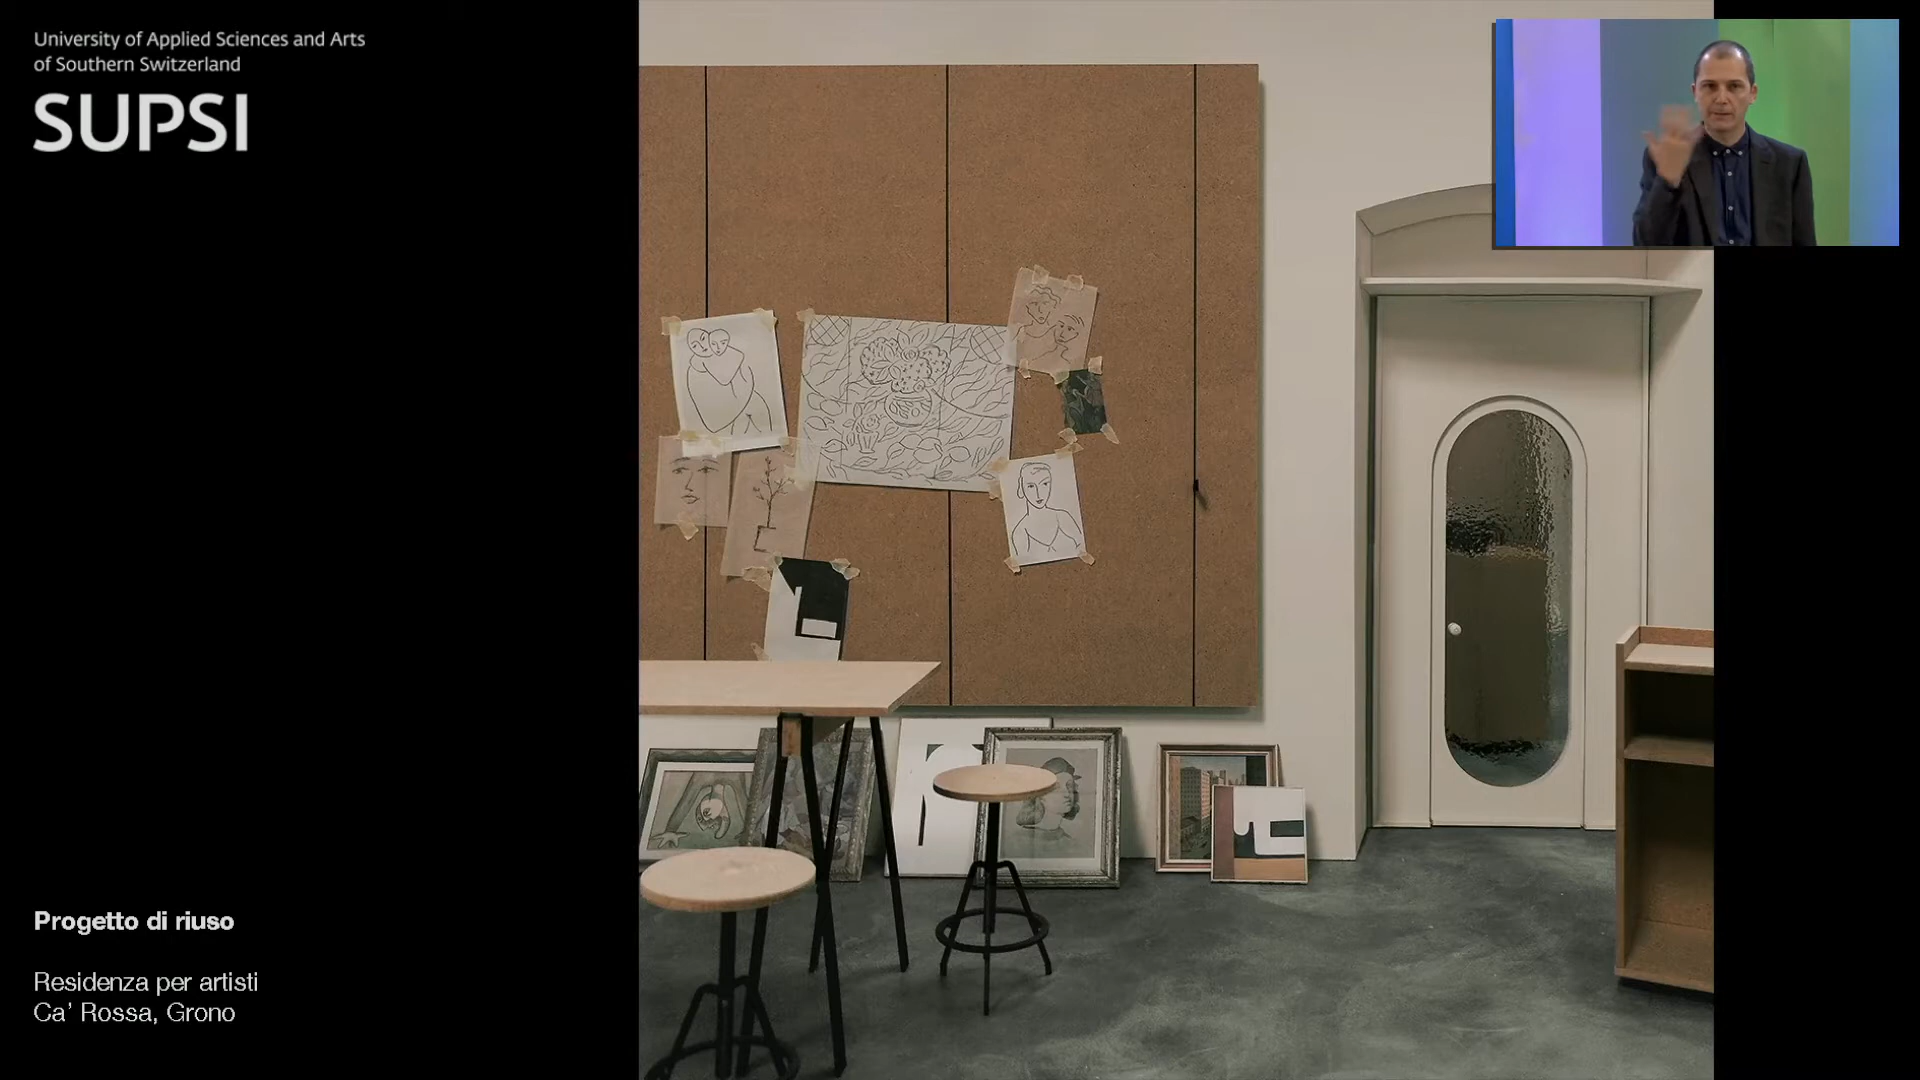 University of Applied Sciences and Arts
of Southern Switzerland
SUPSI
Progetto di riuso
Residenza per artisti
Ca' Rossa, Grono